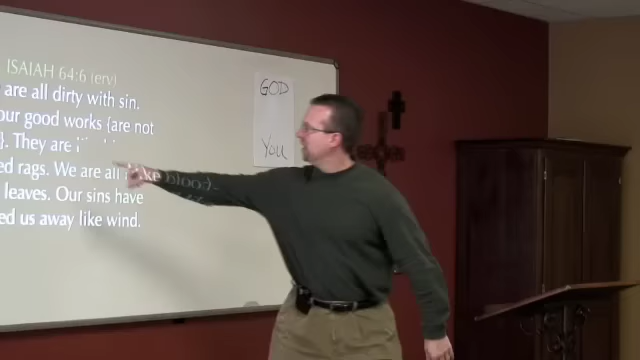 ISAIAH 64:6 (erv)
are all dirty with sin.
our good works {are not
}. They are
ed rags. We are all like
leaves. Our sins have
ed us away like wind.
GOD
YOU